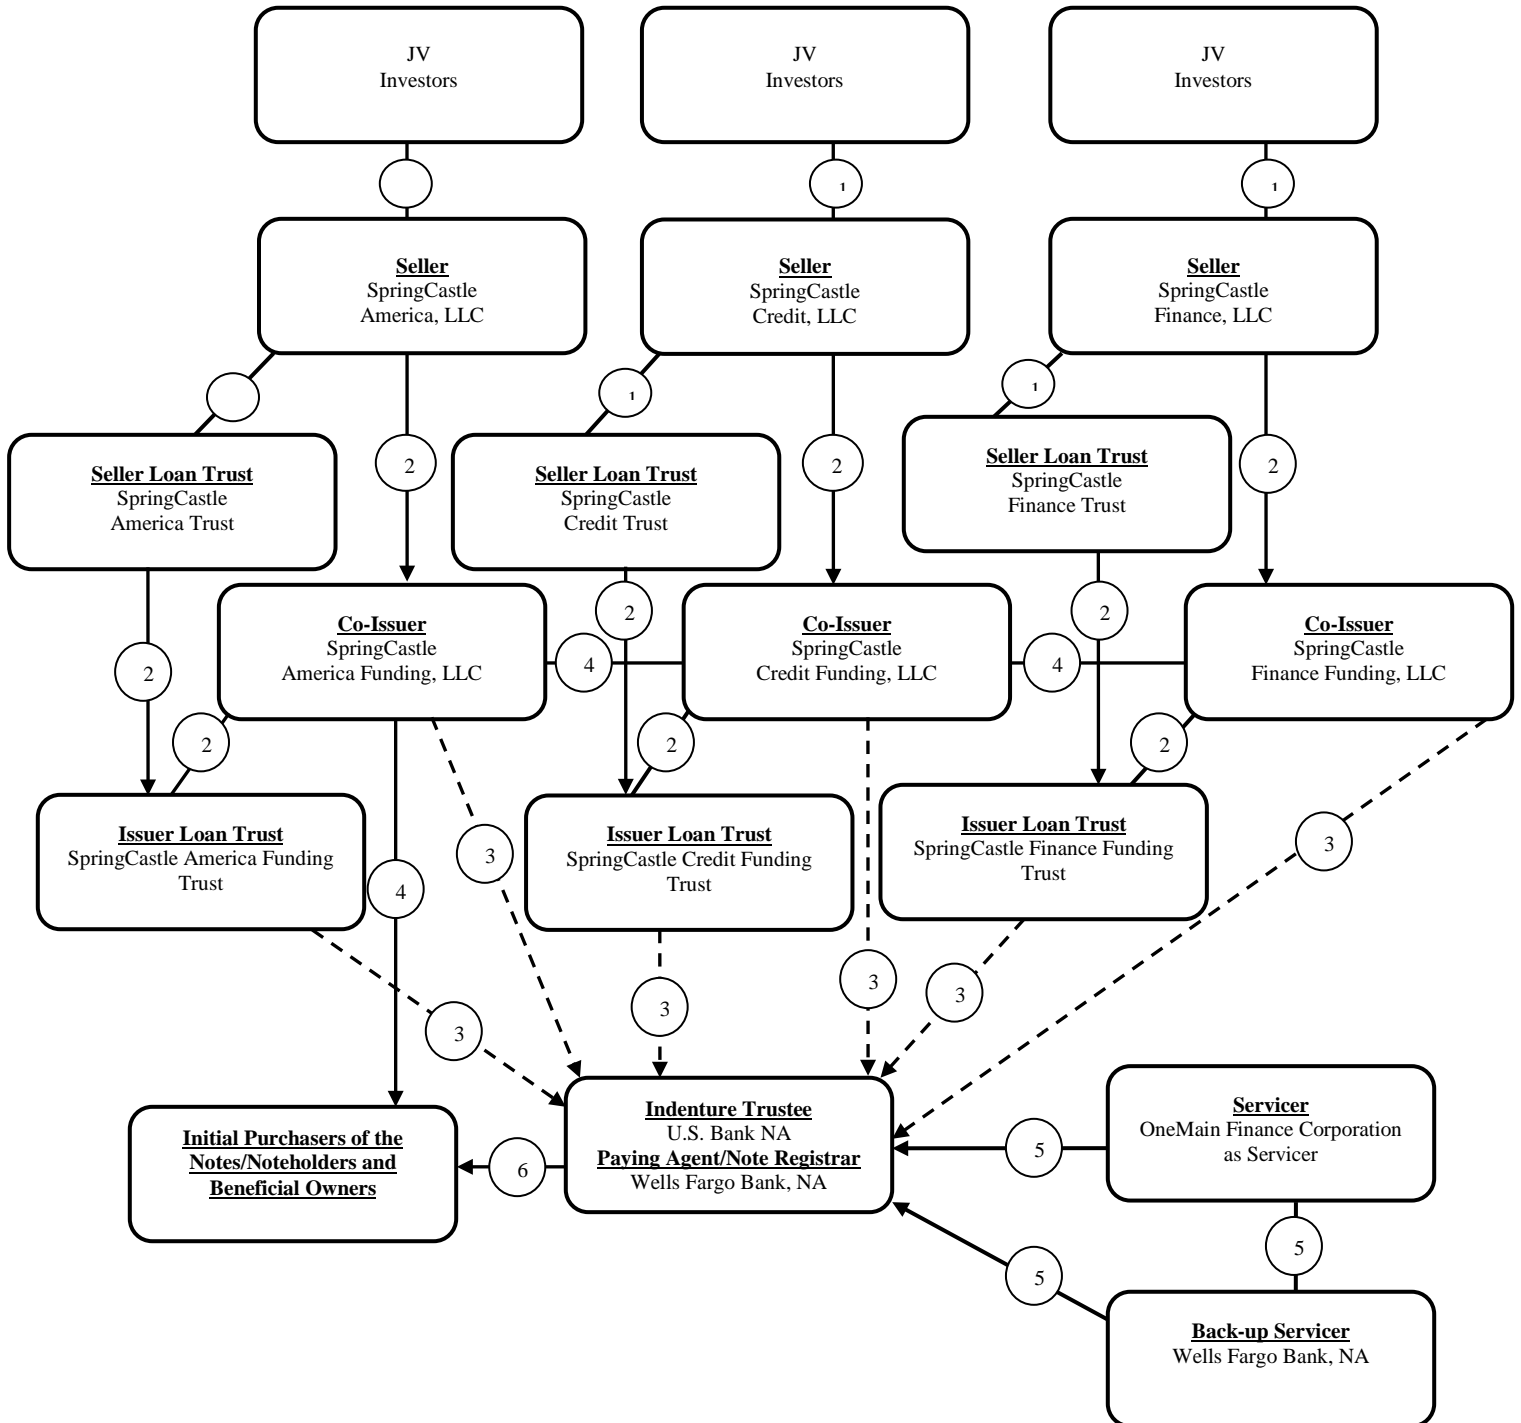 JV
Investors
JV
Investors
JV
Investors
1
1
Seller
SpringCastle
America, LLC
Seller
SpringCastle
Credit, LLC
Seller
SpringCastle
Finance, LLC
1
1
Seller Loan Trust
SpringCastle
America Trust
2
Seller Loan Trust
SpringCastle
Credit Trust
2
Seller Loan Trust
SpringCastle
Finance Trust
2
2
Co-Issuer
SpringCastle
America Funding, LLC
4
2
Co-Issuer
SpringCastle
Credit Funding, LLC
4
2
Co-Issuer
SpringCastle
Finance Funding, LLC
2
2
2
Issuer Loan Trust
SpringCastle America Funding
Trust
4
3
Issuer Loan Trust
SpringCastle Credit Funding
Trust
Issuer Loan Trust
SpringCastle Finance Funding
Trust
3
3
3
3
3
Initial Purchasers of the
Notes/Noteholders and
Beneficial Owners
6
Indenture Trustee
U.S. Bank NA
Paying Agent/Note Registrar
Wells Fargo Bank, NA
5
Servicer
OneMain Finance Corporation
as Servicer
5
5
Back-up Servicer
Wells Fargo Bank, NA